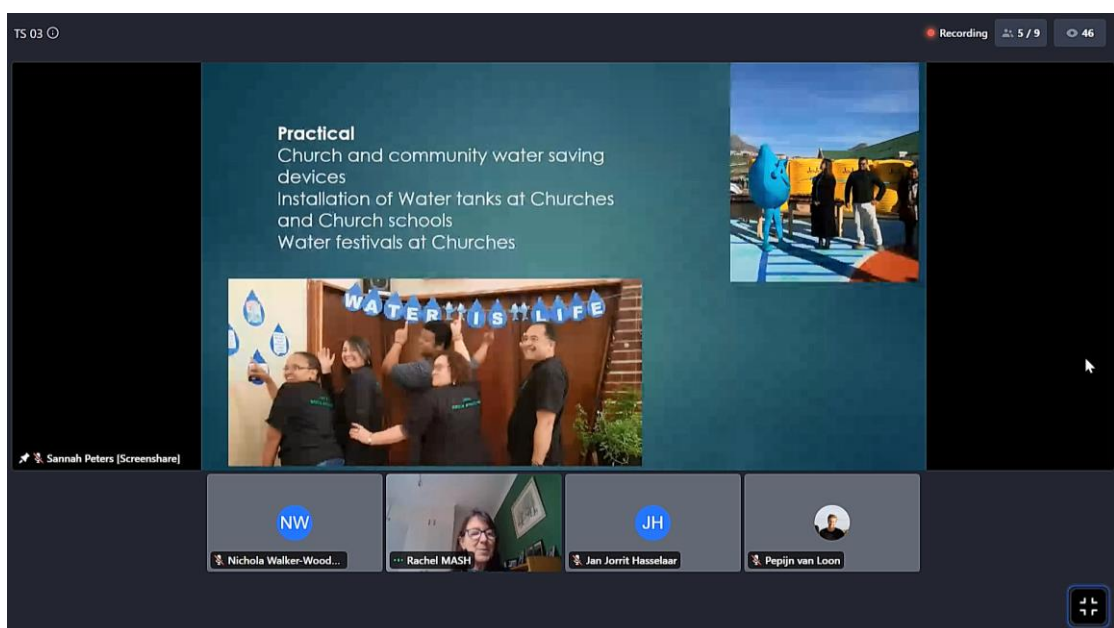 TS 03
Recording
5 / 9
46
Practical
Church and community water saving
devices
Installation of Water tanks at Churches
and Church schools
Water festivals at Churches
WATER IS LIFE
Sannah Peters [Screenshare]
NW
JH
Nichola Walker-Wood...
Rachel MASH
Jan Jorrit Hasselaar
Pepijn van Loon